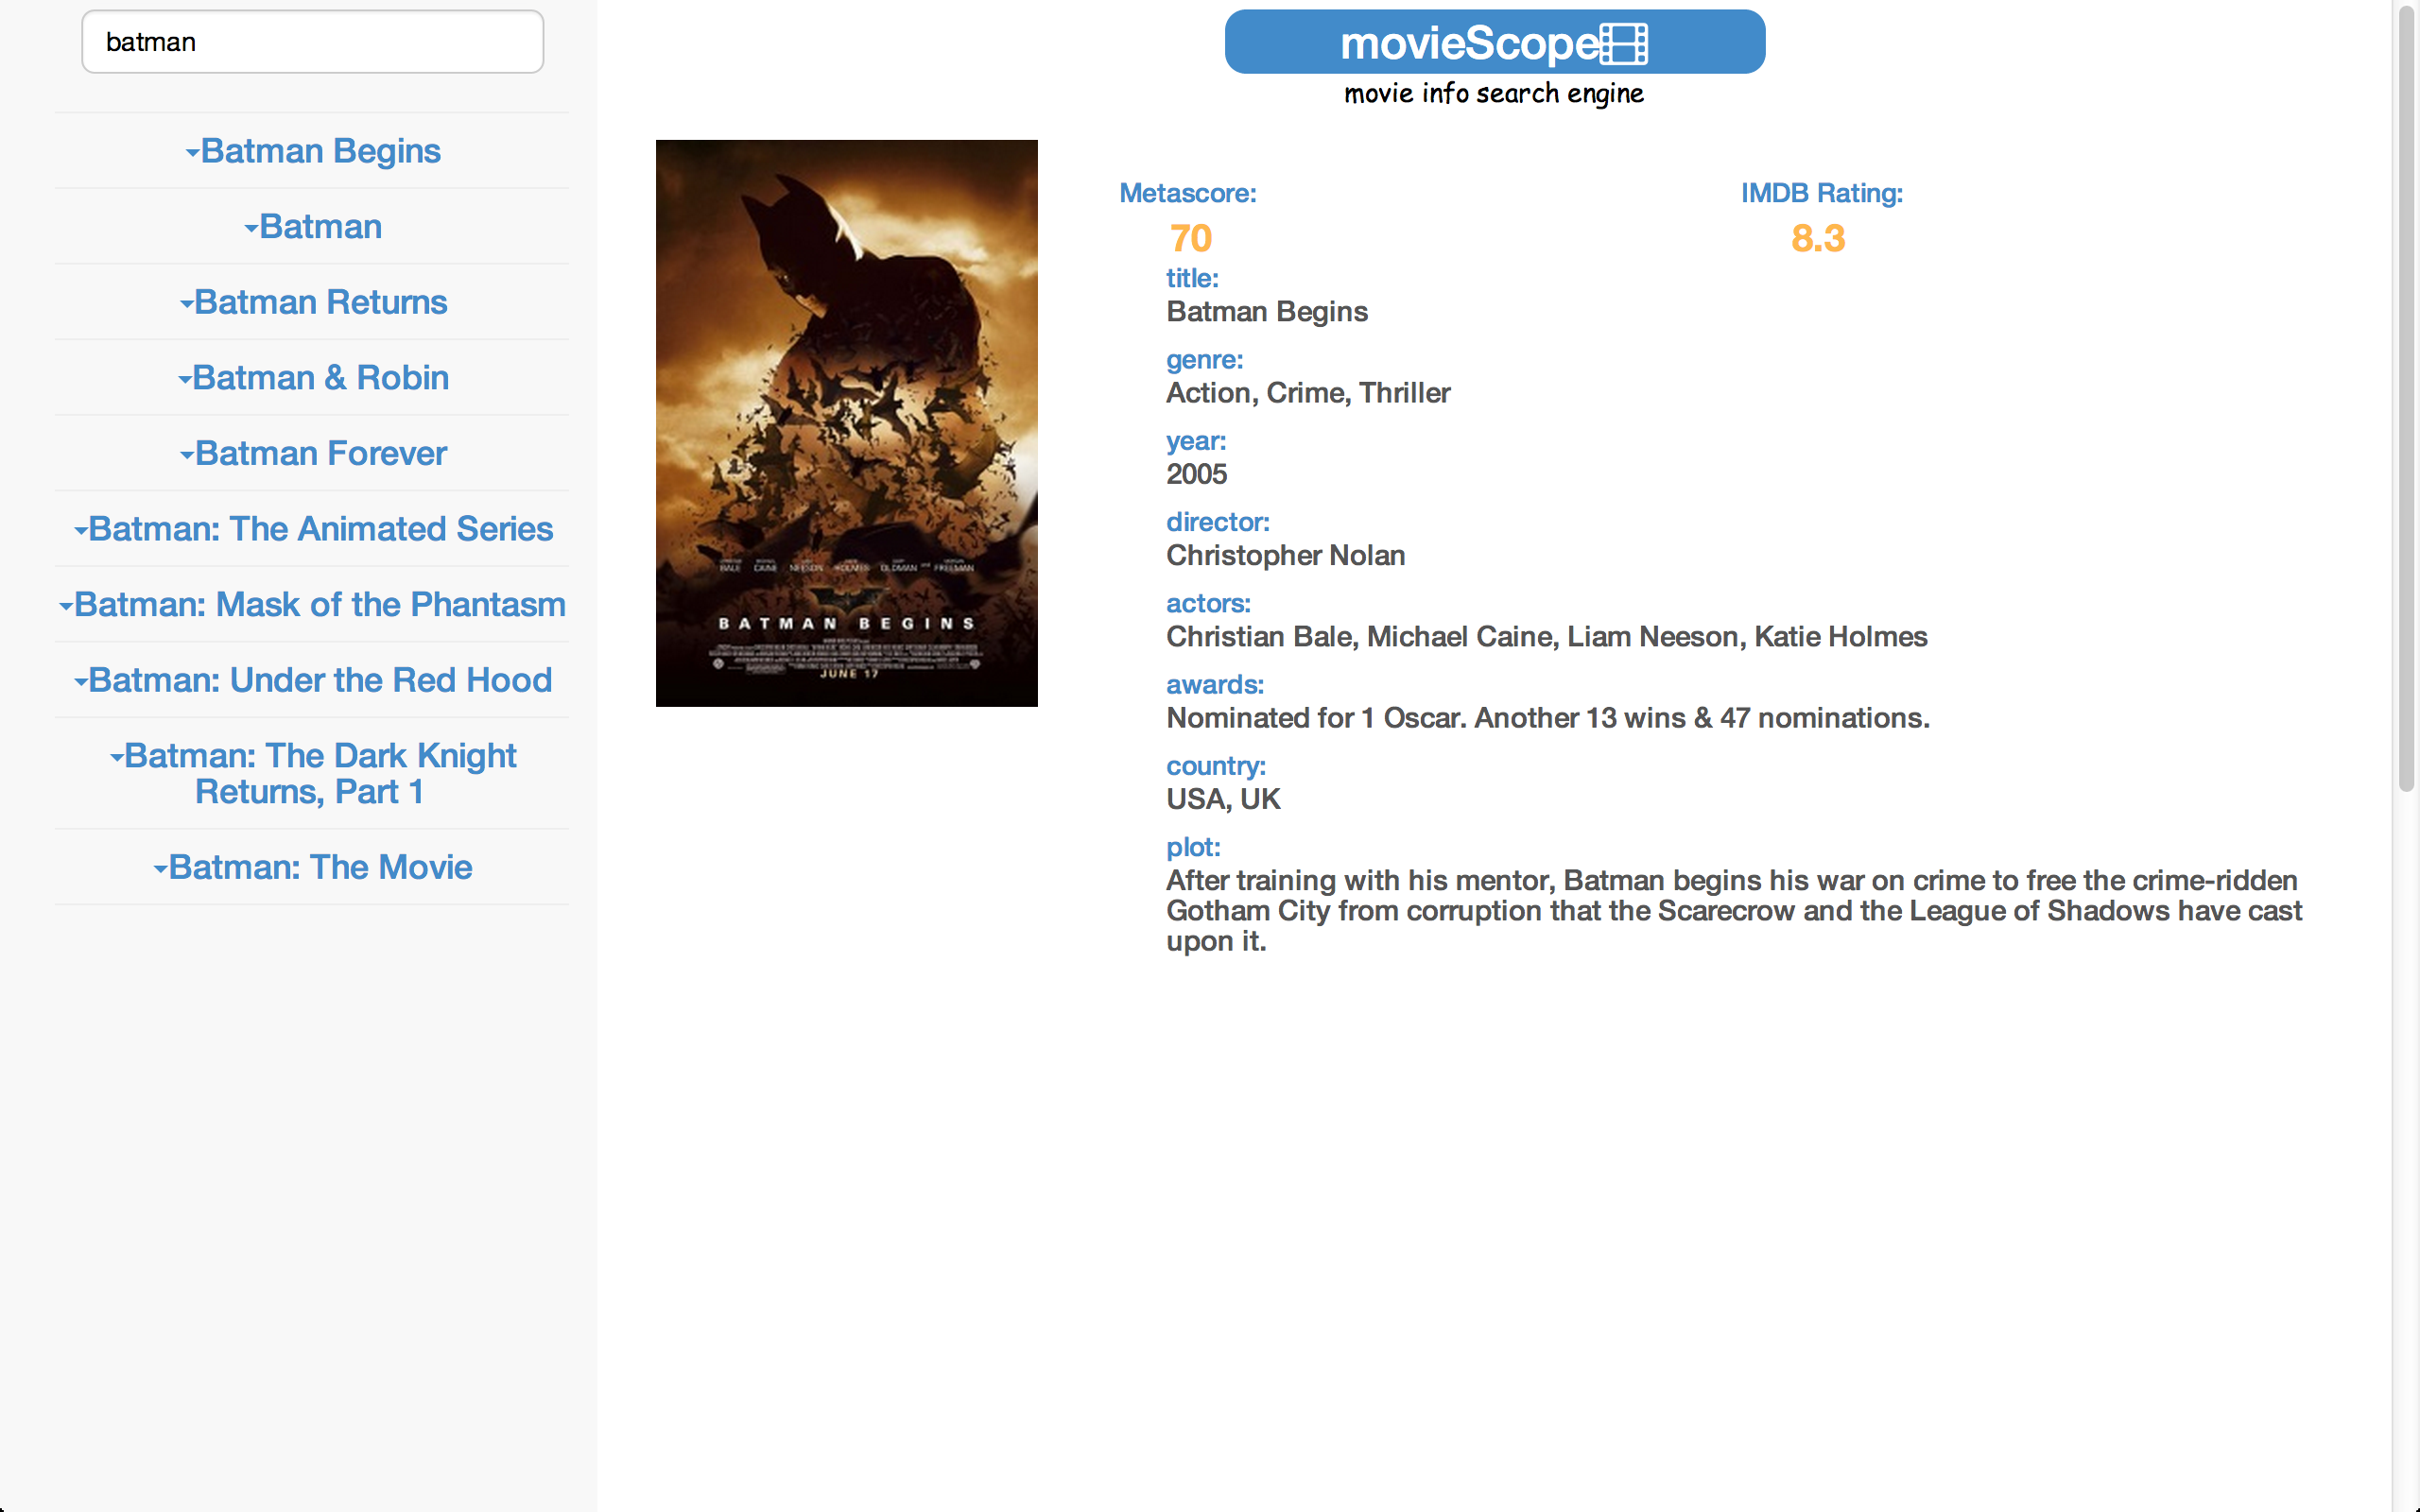 batman
Batman Begins
Batman
Batman Returns
Batman & Robin
Batman Forever
Batman: The Animated Series
Batman: Mask of the Phantasm
Batman: Under the Red Hood
Batman: The Dark Knight
Returns, Part 1
Batman: The Movie
movieScope
movie info search engine
BALE CAINE NEESON HOLMES OLDMAN FREEMAN
BATMAN BEGINS
JUNE 17
Metascore:
70
IMDB Rating:
8.3
title:
Batman Begins
genre:
Action, Crime, Thriller
year:
2005
director:
Christopher Nolan
actors:
Christian Bale, Michael Caine, Liam Neeson, Katie Holmes
awards:
Nominated for 1 Oscar. Another 13 wins & 47 nominations.
country:
USA, UK
plot:
After training with his mentor, Batman begins his war on crime to free the crime-ridden
Gotham City from corruption that the Scarecrow and the League of Shadows have cast
upon it.